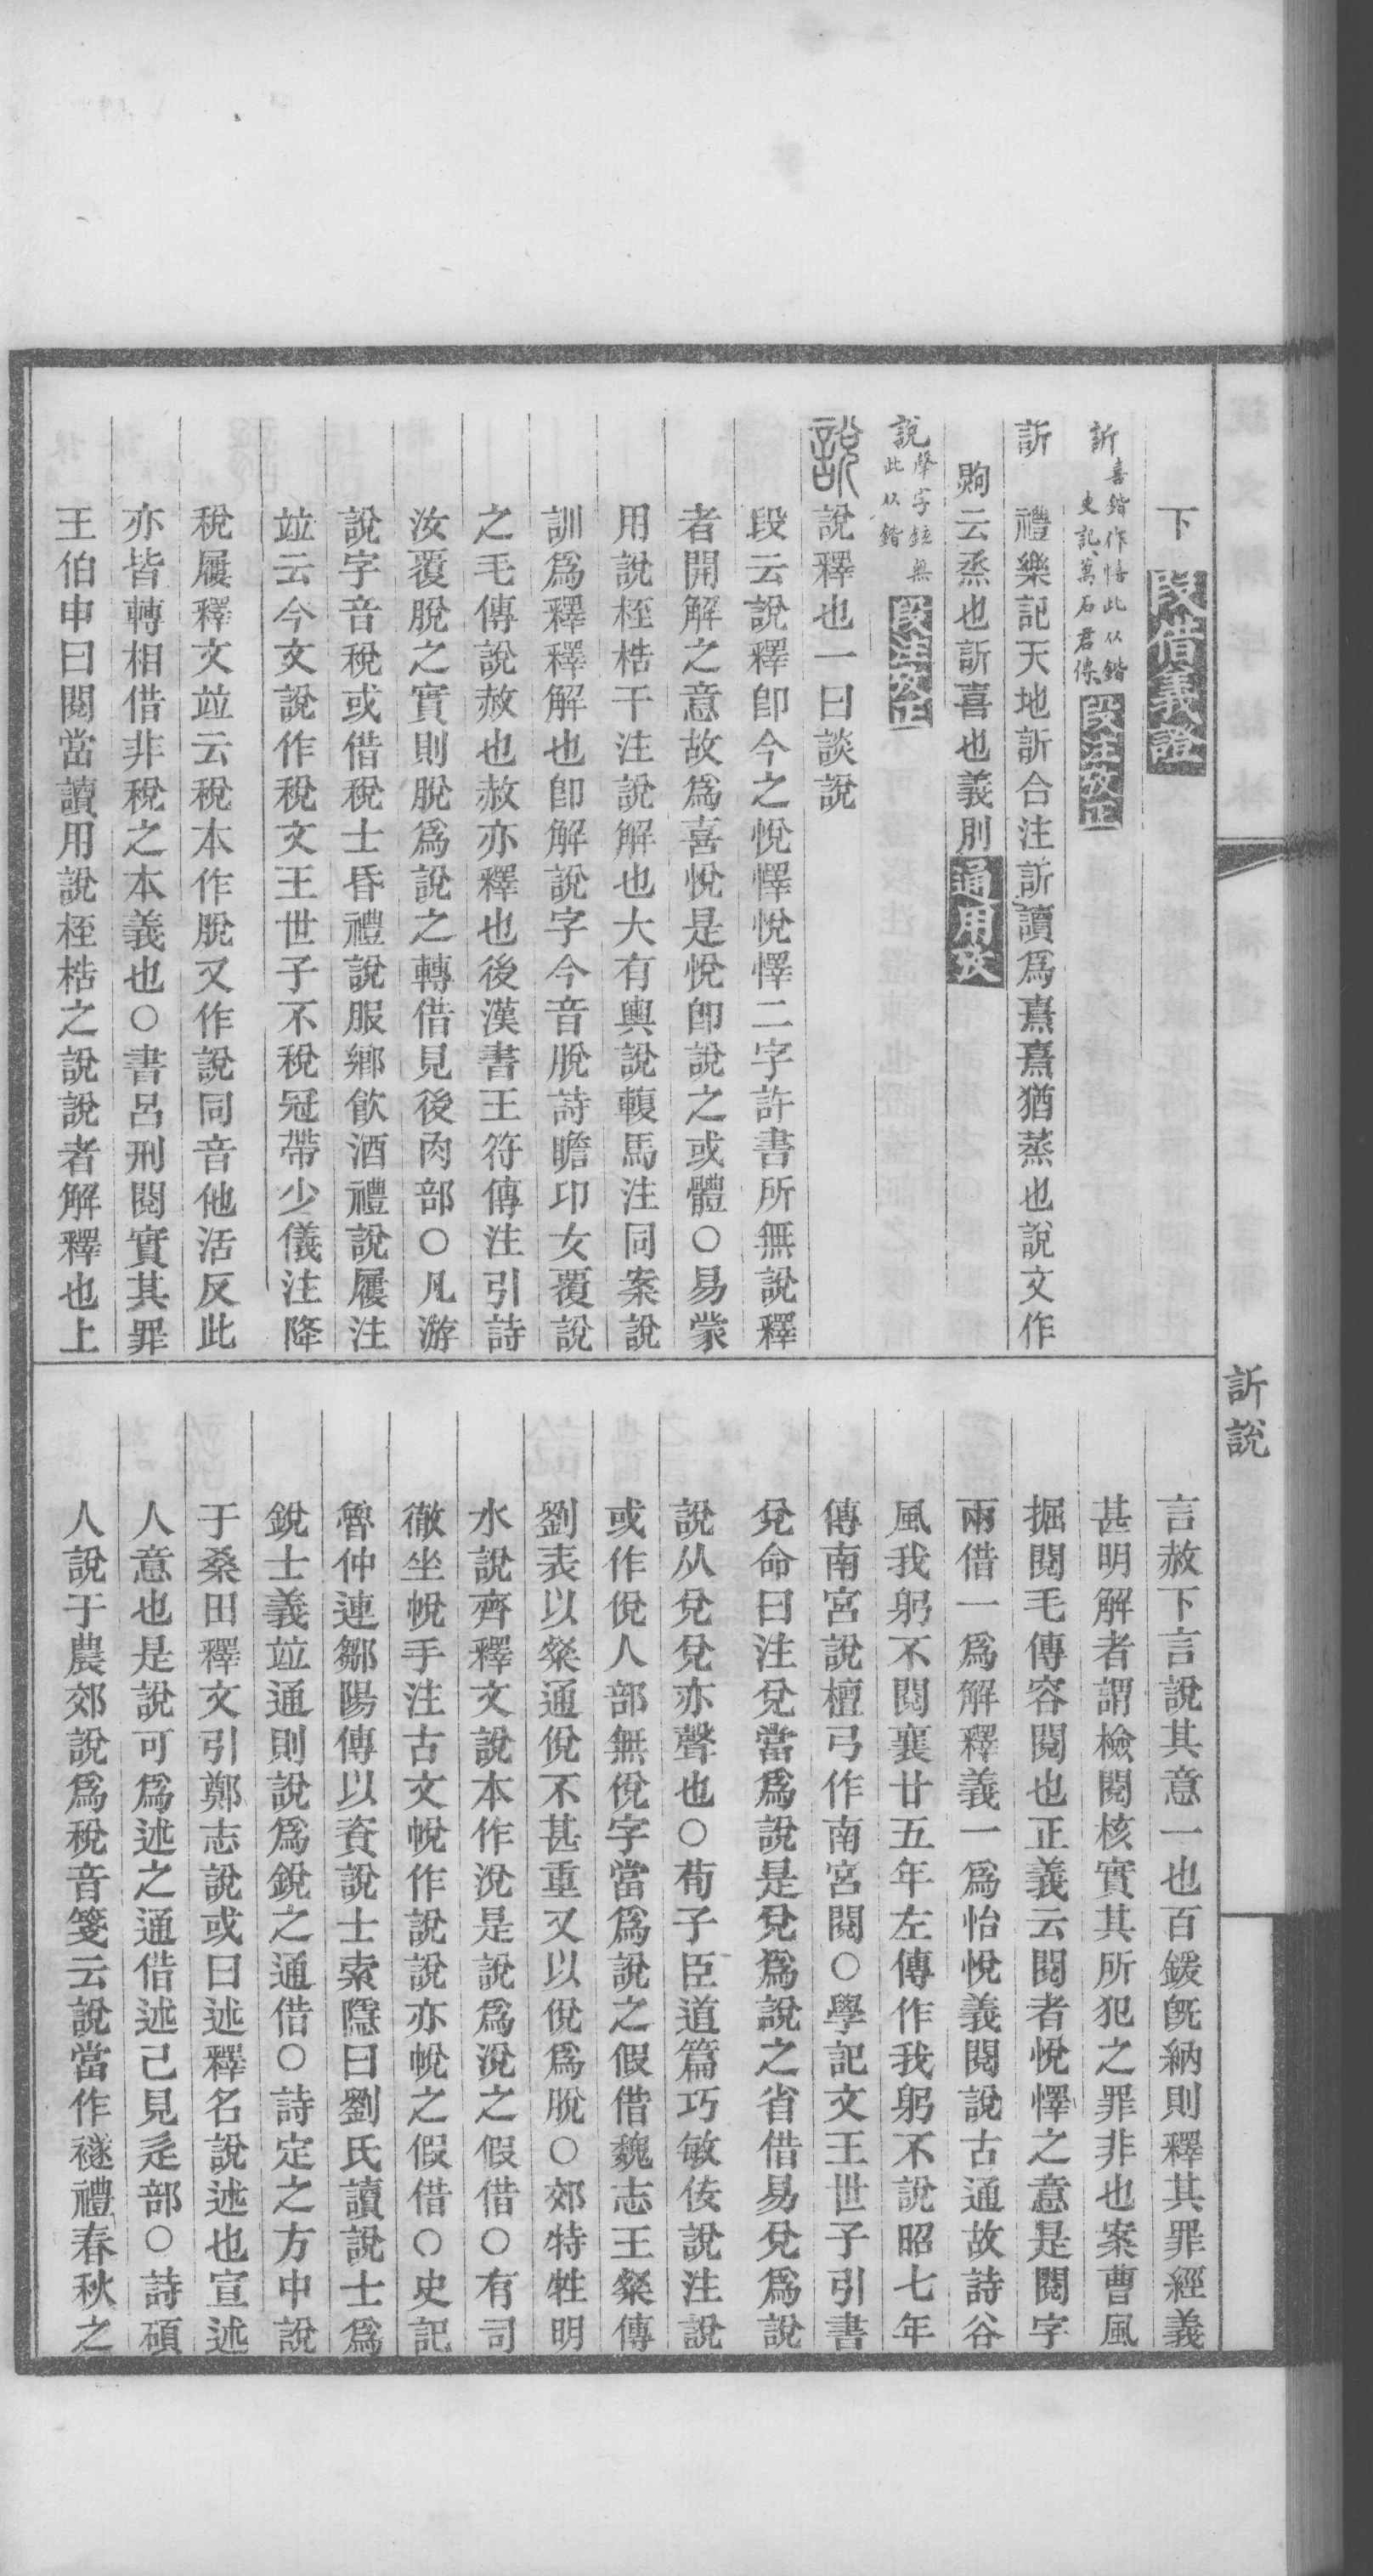 下 段借義證
訢 喜鍇作悟此从鍇
史記萬石君傳 段注攷正
訢 禮樂記天地訢合注訢讀爲熹熹猶蒸也說文作
云烝也訢喜也義別 通用攷
說 聲字鉉無
此从鍇 段注攷正
說 說釋也一曰談說
段云說釋卽今之悅懌悅懌二字許書所無說釋
者開解之意故爲喜悅是悅卽說之或體○易蒙
用說桎梏干注說解也大有輿說輹馬注同案說
訓爲釋釋解也卽解說字今音脫詩瞻卬女覆說
之毛傳說赦也赦亦釋也後漢書王符傳注引詩
汝覆脫之實則脫爲說之轉借見後肉部○凡游
說字音稅或借稅士昏禮說服鄉飮酒禮說屨注
竝云今文說作稅文王世子不稅冠帶少儀注降
稅屨釋文竝云稅本作脫又作說同音他活反此
亦皆轉相借非稅之本義也○書呂刑閱實其罪
王伯申曰閱當讀用說桎梏之說說者解釋也上
訢說
言赦下言說其意一也百鍰旣納則釋其罪經義
甚明解者謂檢閱核實其所犯之罪非也案曹風
掘閱毛傳容閱也正義云閱者悅懌之意是閱字
兩借一爲解釋義一爲怡悅義閱說古通故詩谷
風我躬不閱襄廿五年左傳作我躬不說昭七年
傳南宮說檀弓作南宮閱○學記文王世子引書
兌命曰注兌當爲說是兌爲說之省借易兌爲說
說从兌兌亦聲也○荀子臣道篇巧敏佞說注說
或作侻人部無侻字當爲說之假借魏志王粲傳
劉表以粲通侻不甚重又以侻爲脫○郊特牲明
水說齊釋文說本作涗是說爲涗之假借○有司
徹坐帨手注古文帨作說說亦帨之假借○史記
魯仲連鄒陽傳以資說士索隱曰劉氏讀說士爲
銳士義竝通則說爲銳之通借○詩定之方中說
于桑田釋文引鄭志說或曰述釋名說述也宣述
人意也是說可爲述之通借述己見辵部○詩碩
人說于農郊說爲稅音箋云說當作襚禮春秋之